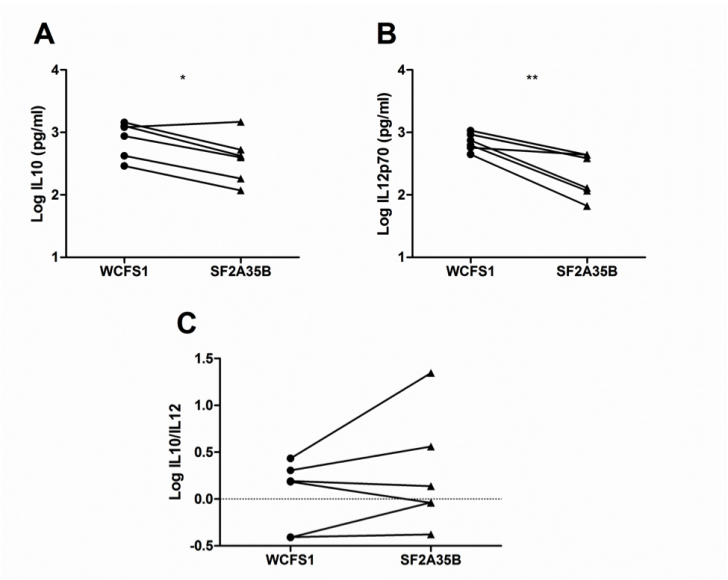 A
*
Log IL10 (pg/ml)
4
3
2
1
WCFS1 SF2A35B
B
**
Log IL12p70 (pg/ml)
4
3
2
1
WCFS1 SF2A35B
C
Log IL10/IL12
1.5
1.0
0.5
0.0
-0.5
WCFS1 SF2A35B